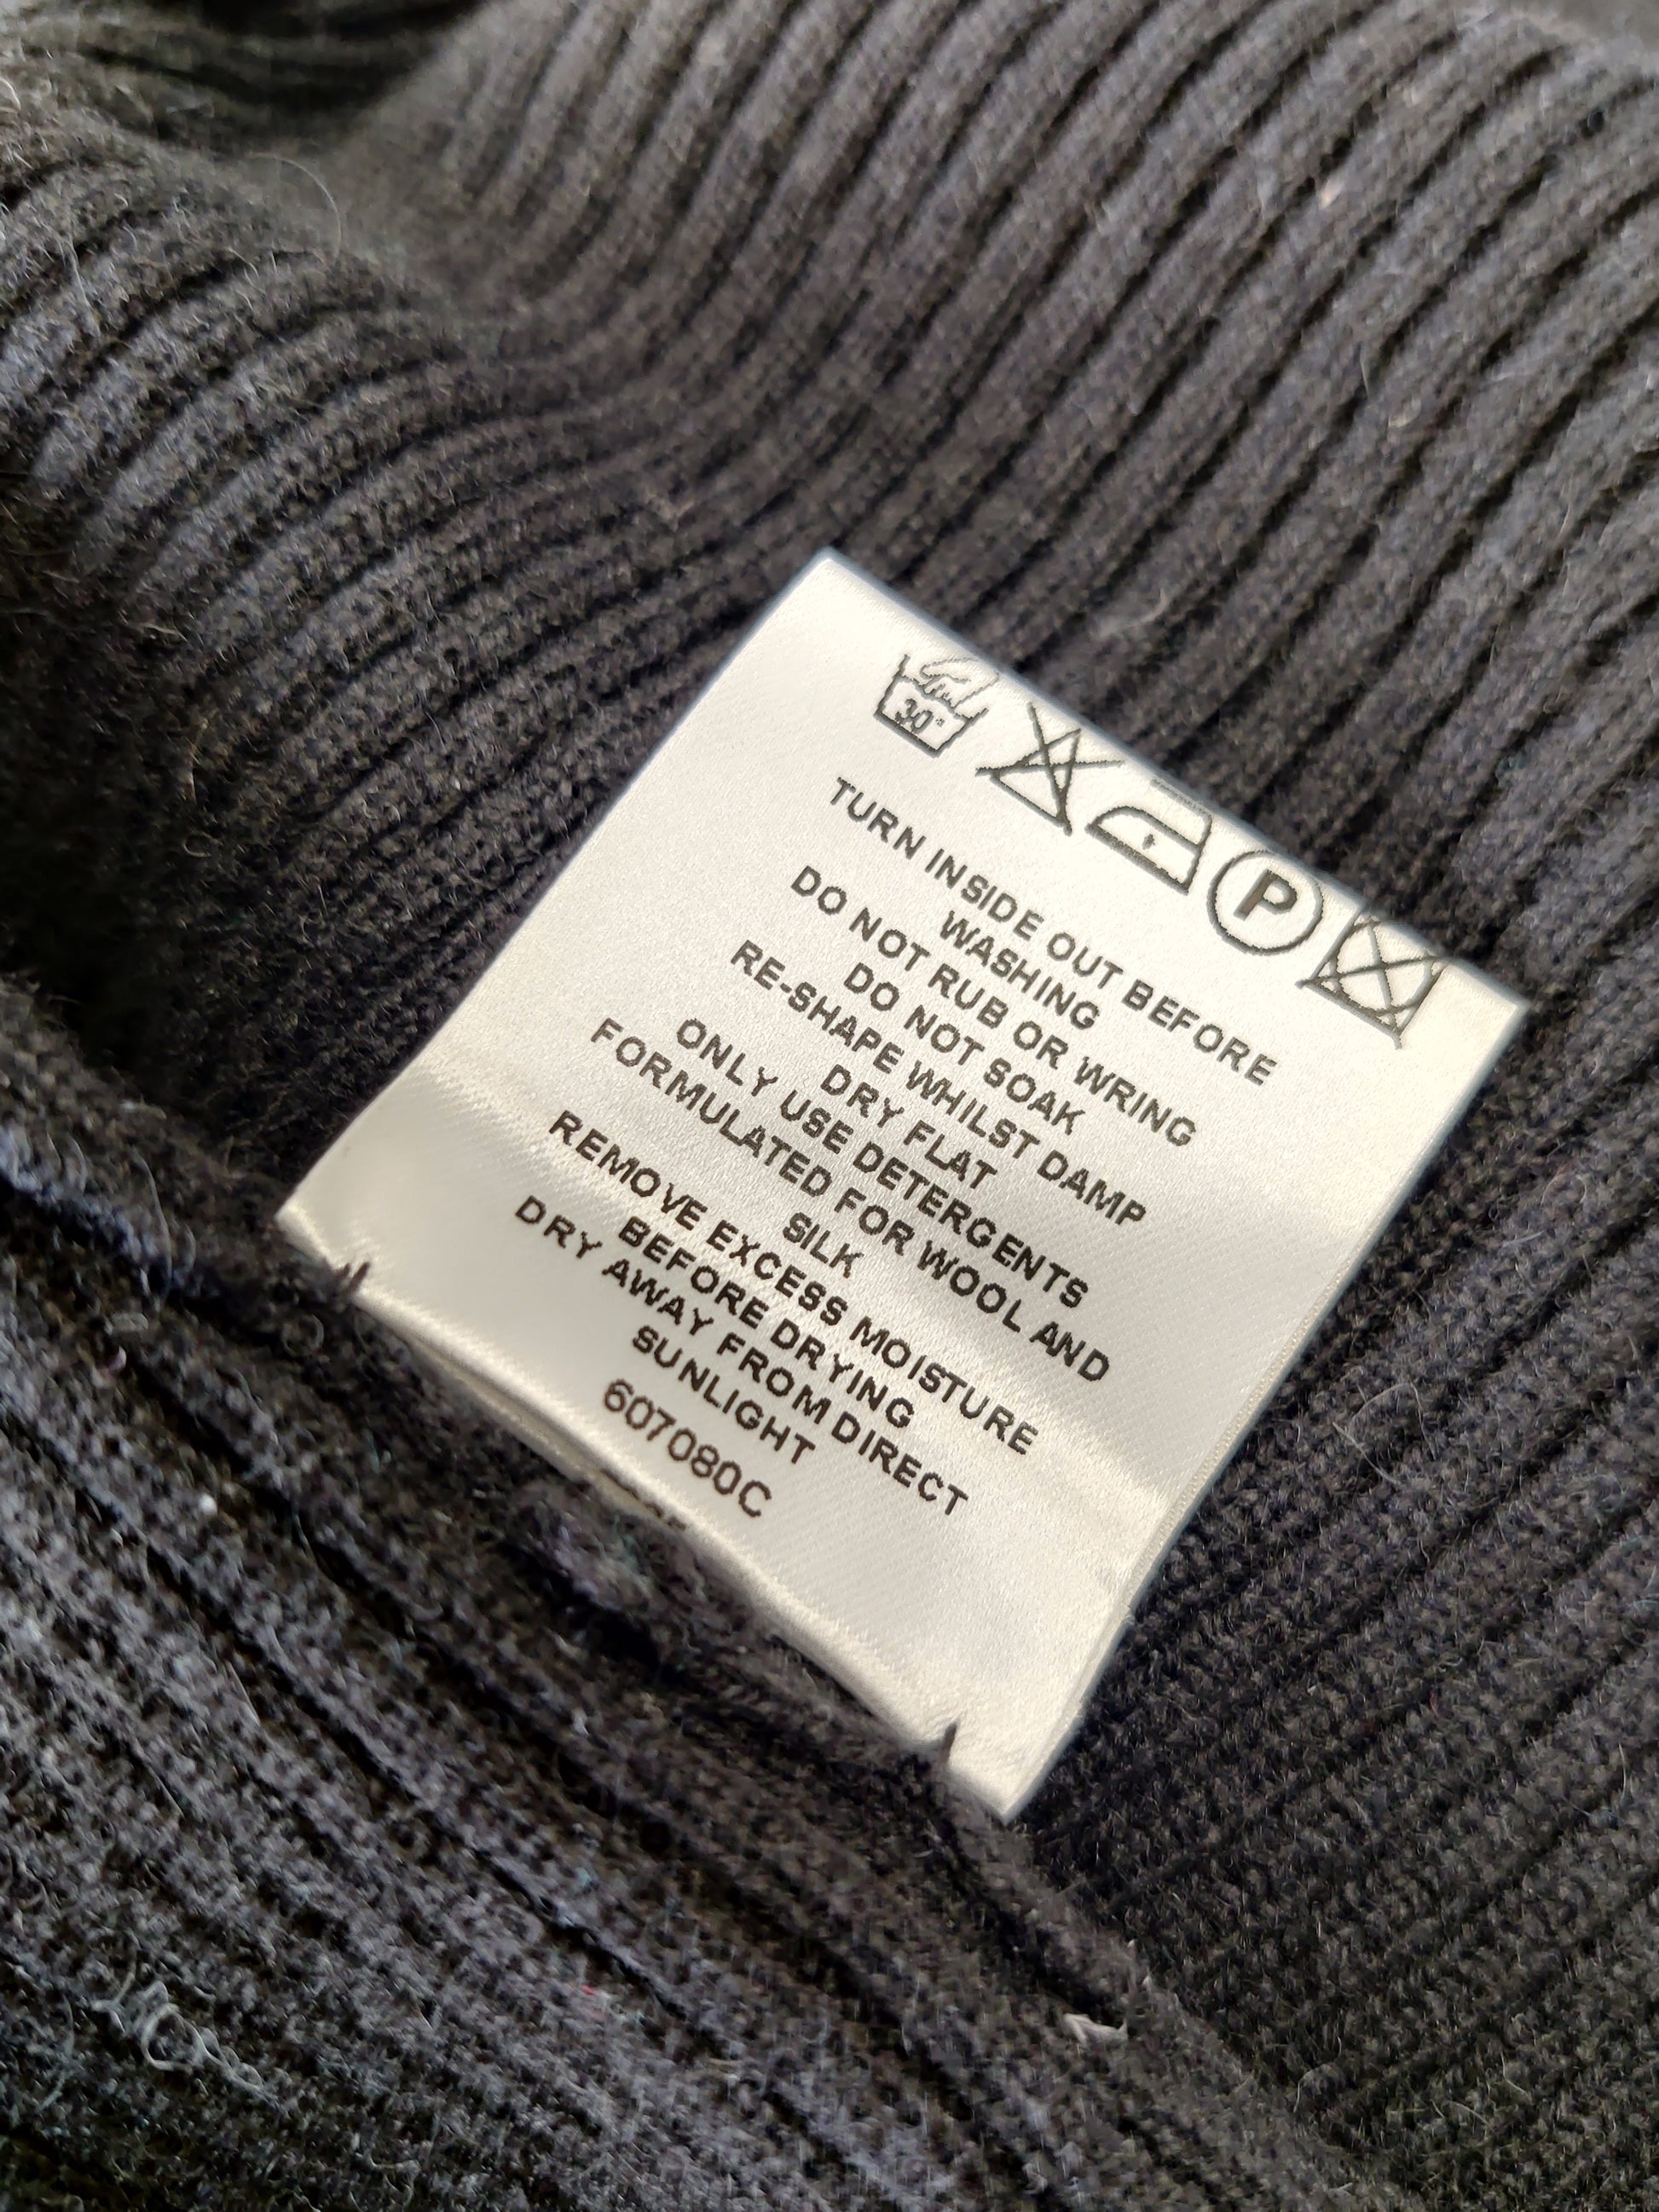 30°
P
TURN INSIDE OUT BEFORE
WASHING
DO NOT RUB OR WRING
DO NOT SOAK
RE-SHAPE WHILST DAMP
DRY FLAT
ONLY USE DETERGENTS
FORMULATED FOR WOOL AND
SILK
REMOVE EXCESS MOISTURE
BEFORE DRYING
DRY AWAY FROM DIRECT
SUNLIGHT
607080C